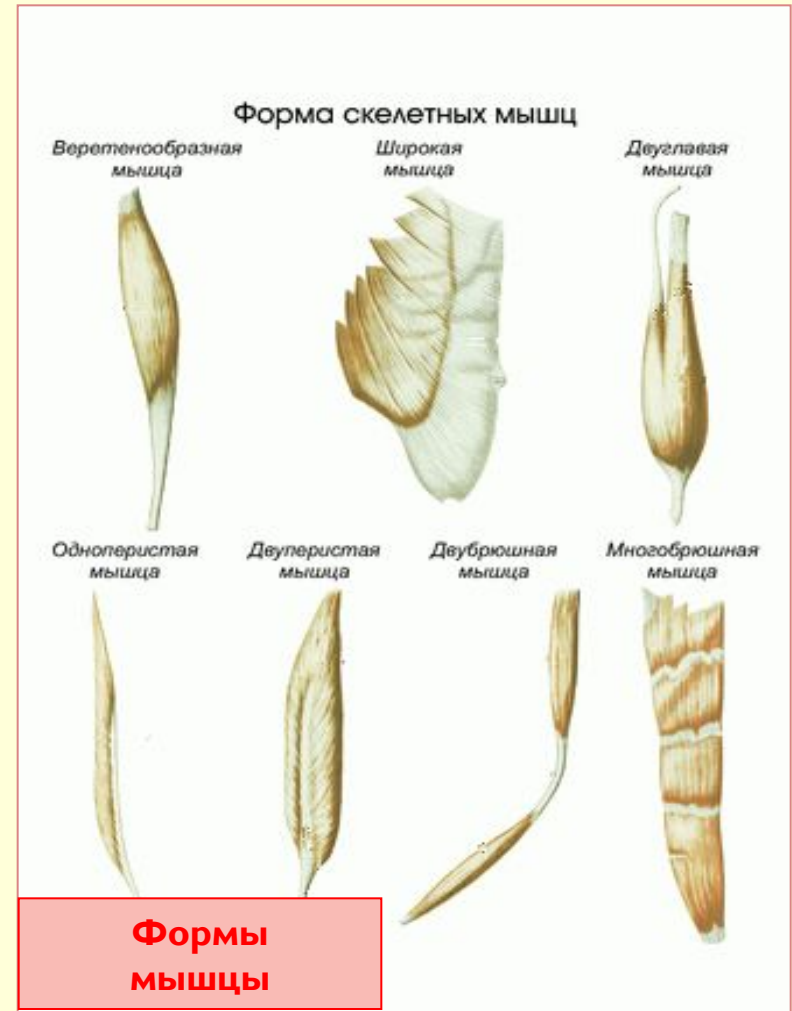 Форма скелетных мышц
Веретенообразная
мышца
Широкая
мышца
Двуглавая
мышца
Одноперистая
мышца
Двуперистая
мышца
Двубрюшная
мышца
Многобрюшная
мышца
Формы
мышцы